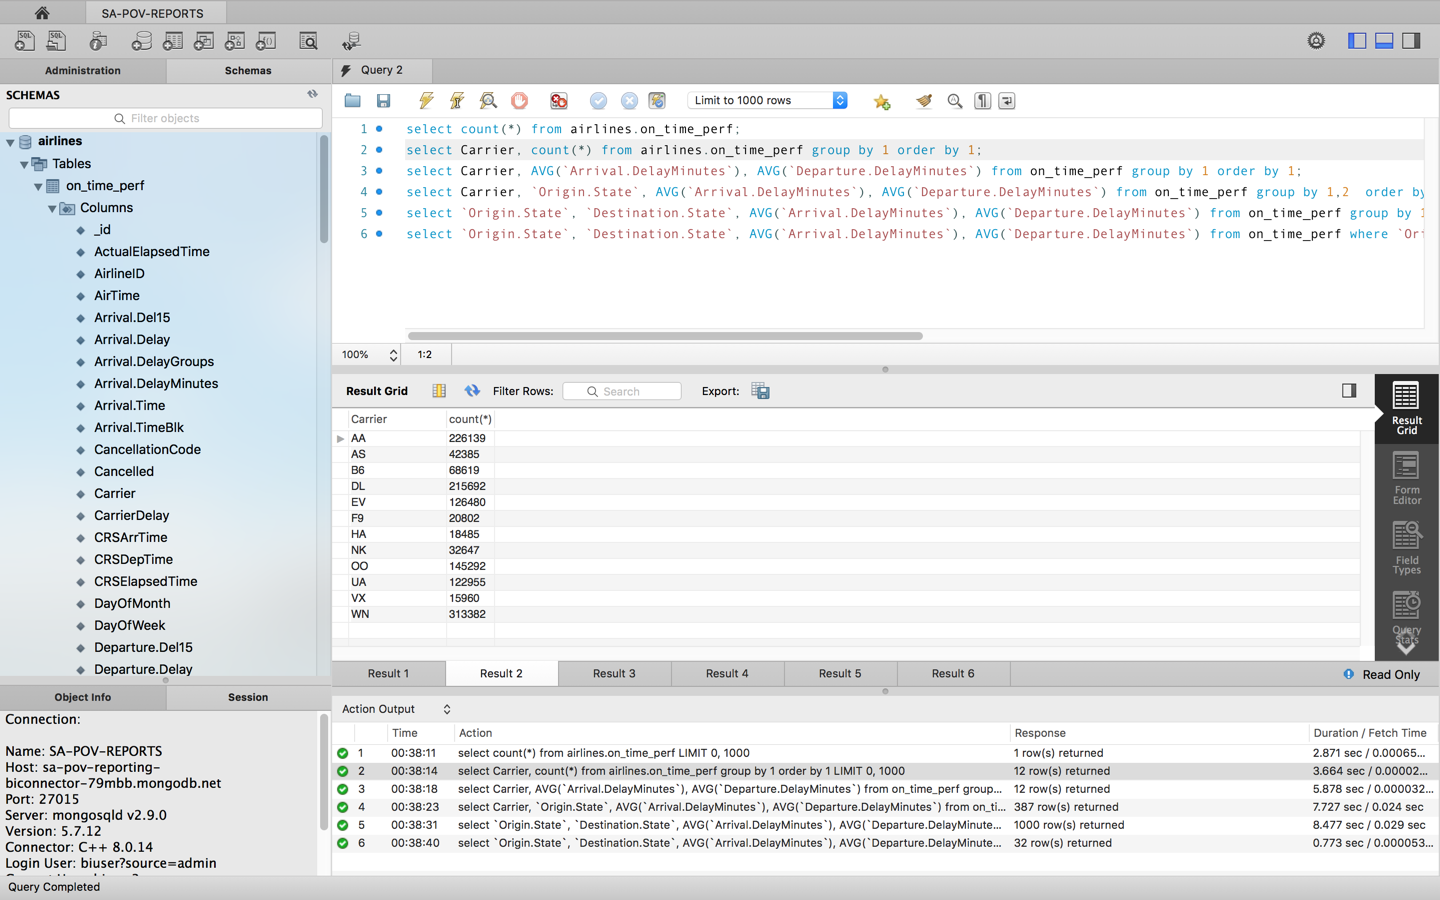 SA-POV-REPORTS
Administration
Schemas
Query 2
SCHEMAS
Filter objects
airlines
Tables
on_time_perf
Columns
_id
ActualElapsedTime
AirlineID
AirTime
Arrival.Del15
Arrival.Delay
Arrival.DelayGroups
Arrival.DelayMinutes
Arrival.Time
Arrival.TimeBlk
CancellationCode
Cancelled
Carrier
CarrierDelay
CRSArrTime
CRSDepTime
CRSElapsedTime
DayOfMonth
DayOfWeek
Departure.Del15
Departure.Delay
Object Info
Session
Connection:
Name: SA-POV-REPORTS
Host: sa-pov-reporting-
biconnector-79mbb.mongodb.net
Port: 27015
Server: mongosqld v2.9.0
Version: 5.7.12
Connector: C++ 8.0.14
Login User: biuser?source=admin
Query Completed
Limit to 1000 rows
1 select count(*) from airlines.on_time_perf;
2 select Carrier, count(*) from airlines.on_time_perf group by 1 order by 1;
3 select Carrier, AVG(`Arrival.DelayMinutes`), AVG(`Departure.DelayMinutes`) from on_time_perf group by 1 order by 1;
4 select Carrier, `Origin.State`, AVG(`Arrival.DelayMinutes`), AVG(`Departure.DelayMinutes`) from on_time_perf group by 1,2  order by
5 select `Origin.State`, `Destination.State`, AVG(`Arrival.DelayMinutes`), AVG(`Departure.DelayMinutes`) from on_time_perf group by 1
6 select `Origin.State`, `Destination.State`, AVG(`Arrival.DelayMinutes`), AVG(`Departure.DelayMinutes`) from on_time_perf where `Ori
100% 1:2
Result Grid Filter Rows: Search Export:
Carrier count(*)
AA 226139
AS 42385
B6 68619
DL 215692
EV 126480
F9 20802
HA 18485
NK 32647
OO 145292
UA 122955
VX 15960
WN 313382
Result
Grid
Form
Editor
Field
Types
Query
Stats
Result 1 Result 2 Result 3 Result 4 Result 5 Result 6 Read Only
Action Output
Time Action Response Duration / Fetch Time
1 00:38:11 select count(*) from airlines.on_time_perf LIMIT 0, 1000 1 row(s) returned 2.871 sec / 0.00065...
2 00:38:14 select Carrier, count(*) from airlines.on_time_perf group by 1 order by 1 LIMIT 0, 1000 12 row(s) returned 3.664 sec / 0.00002...
3 00:38:18 select Carrier, AVG(`Arrival.DelayMinutes`), AVG(`Departure.DelayMinutes`) from on_time_perf group... 12 row(s) returned 5.878 sec / 0.000032...
4 00:38:23 select Carrier, `Origin.State`, AVG(`Arrival.DelayMinutes`), AVG(`Departure.DelayMinutes`) from on_ti... 387 row(s) returned 7.727 sec / 0.024 sec
5 00:38:31 select `Origin.State`, `Destination.State`, AVG(`Arrival.DelayMinutes`), AVG(`Departure.DelayMinute... 1000 row(s) returned 8.477 sec / 0.029 sec
6 00:38:40 select `Origin.State`, `Destination.State`, AVG(`Arrival.DelayMinutes`), AVG(`Departure.DelayMinute... 32 row(s) returned 0.773 sec / 0.000053...